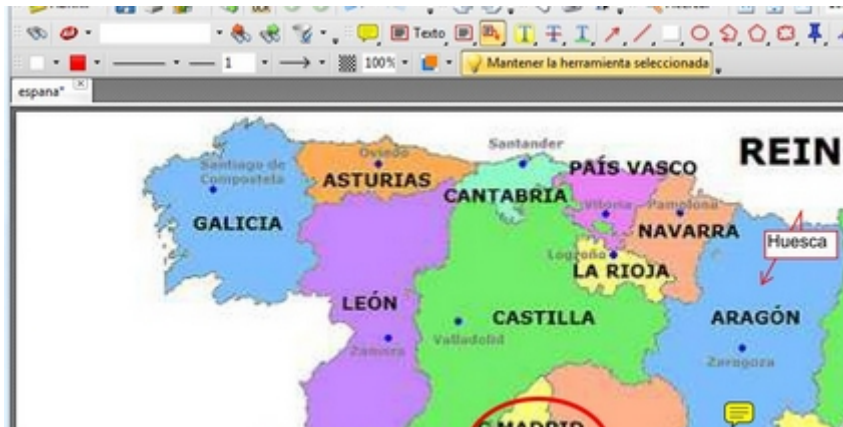 Texto
1
100%
Mantener la herramienta seleccionada
espana*
REIN
Santander
Oviedo
PAÍS VASCO
Santiago de
Compostela
ASTURIAS
CANTABRIA
Vitoria
Pamplona
GALICIA
NAVARRA
Huesca
Logroño
LA RIOJA
LEÓN
CASTILLA
ARAGÓN
Valladolid
Zamora
Zaragoza
C. MADRID